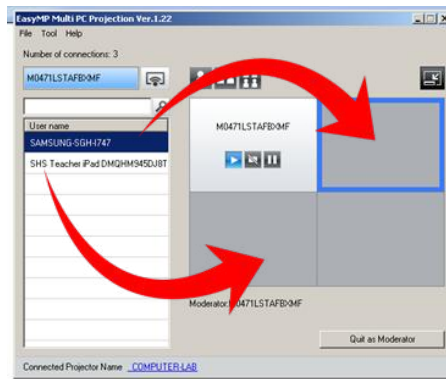 EasyMP Multi PC Projection Ver.1.22
File Tool Help
Number of connections: 3
M0471LSTAFBXMF
User name
SAMSUNG-SGH-I747
SHS Teacher iPad DMQHM945DJ8T
M0471LSTAFBXMF
Moderator: M0471LSTAFBXMF
Quit as Moderator
Connected Projector Name COMPUTER-LAB